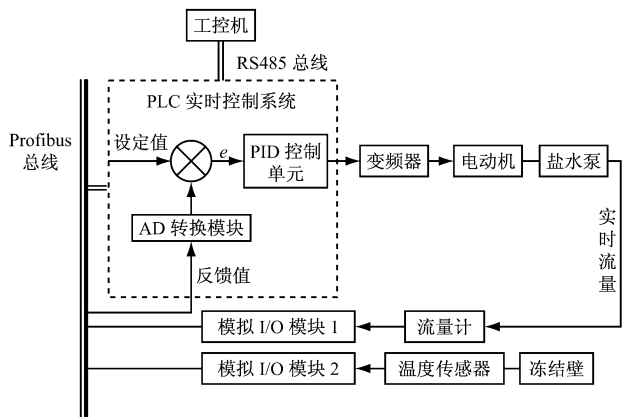 工控机
RS485 总线
PLC 实时控制系统
Profibus
总线
设定值
e
PID 控制
单元
变频器
电动机
盐水泵
AD 转换模块
反馈值
实时流量
模拟 I/O 模块 1
流量计
模拟 I/O 模块 2
温度传感器
冻结壁